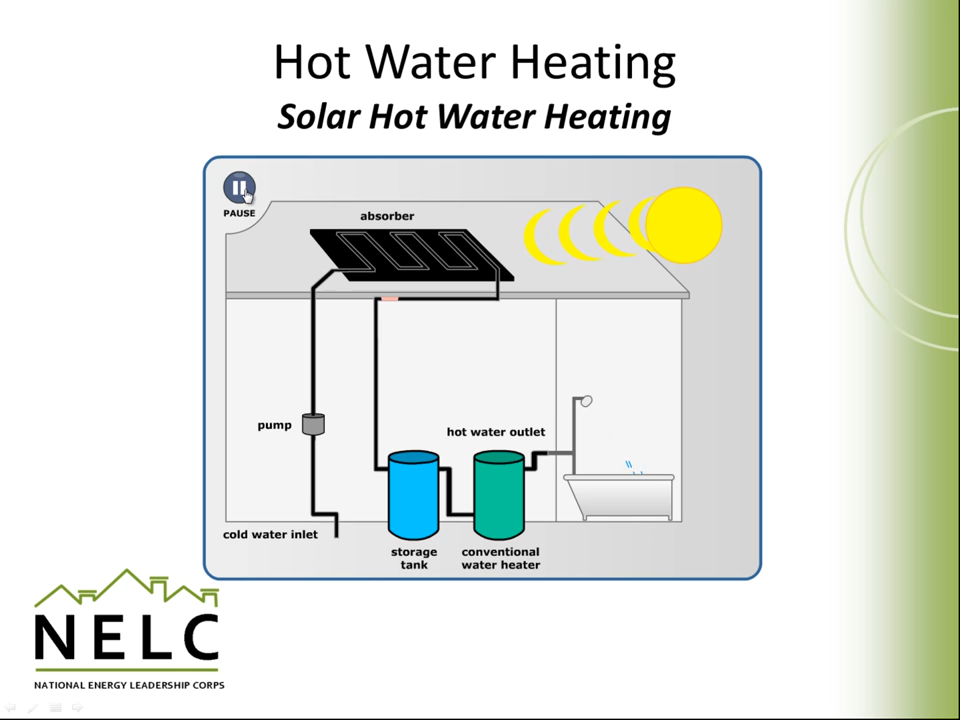 Hot Water Heating
Solar Hot Water Heating
PAUSE
absorber
pump
hot water outlet
cold water inlet
storage
tank
conventional
water heater
NELC
NATIONAL ENERGY LEADERSHIP CORPS